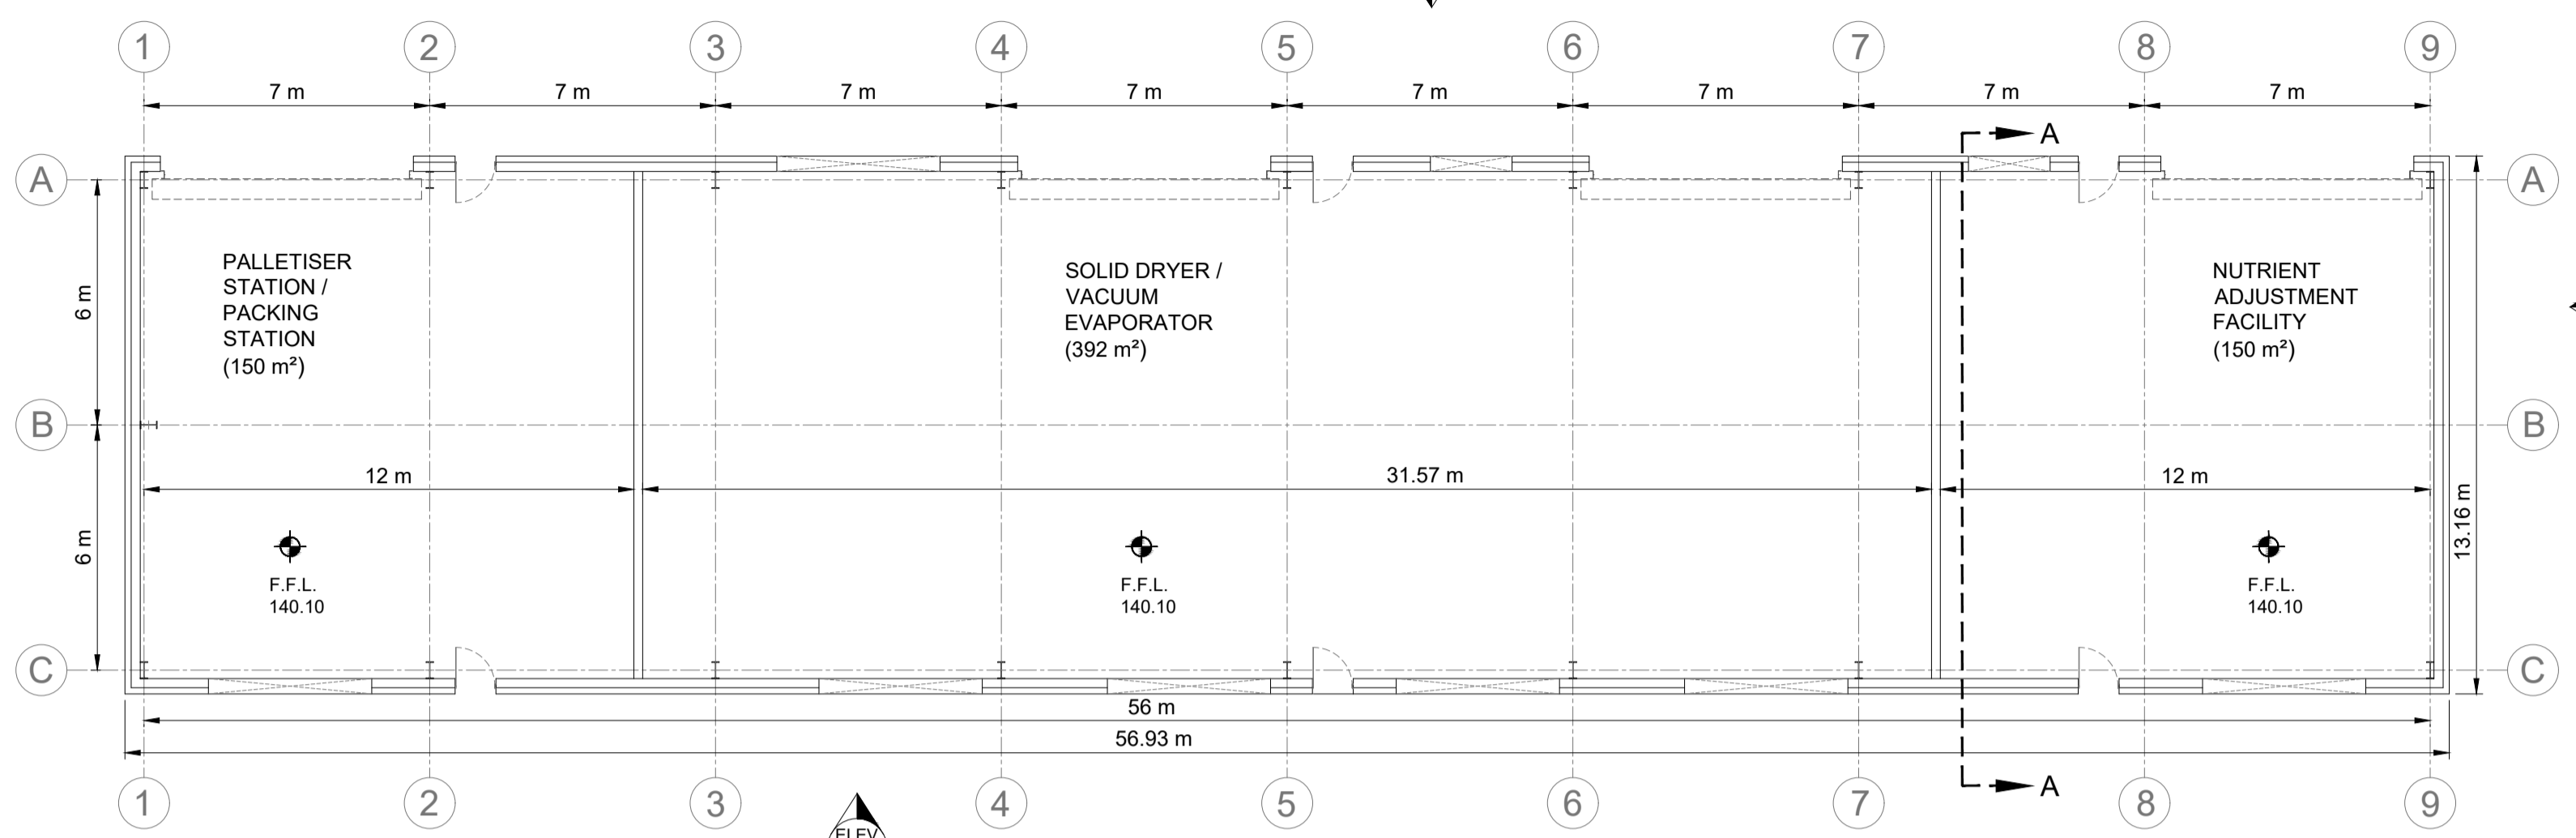 1 2 3 4 5 6 7 8 9
7 m 7 m 7 m 7 m 7 m 7 m 7 m 7 m
A
A
A
6 m
PALLETISER
STATION /
PACKING
STATION
(150 m²)
SOLID DRYER /
VACUUM
EVAPORATOR
(392 m²)
NUTRIENT
ADJUSTMENT
FACILITY
(150 m²)
B
B
12 m
31.57 m
12 m
6 m
13.16 m
F.F.L.
140.10
F.F.L.
140.10
F.F.L.
140.10
C
C
56 m
56.93 m
A
1 2 3 4 5 6 7 8 9
ELEV